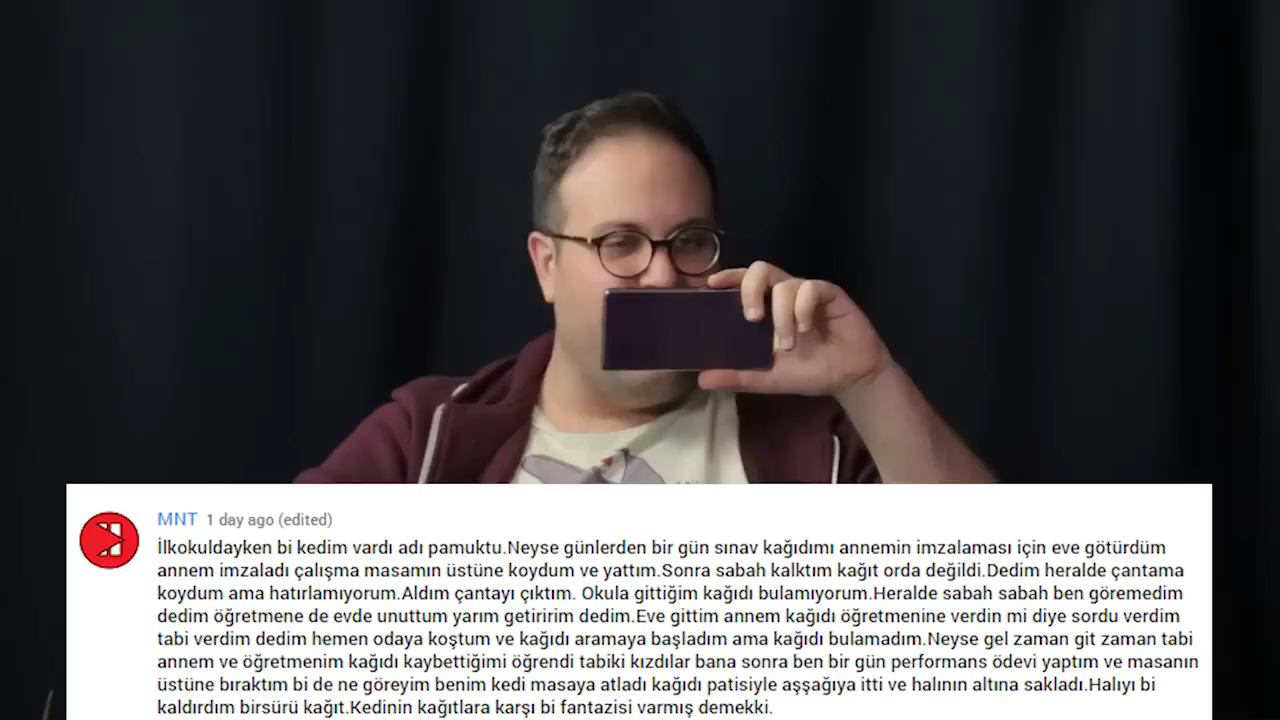 MNT 1 day ago (edited)
İlkokuldayken bi kedim vardı adı pamuktu.Neyse günlerden bir gün sınav kağıdımı annemin imzalaması için eve götürdüm
annem imzaladı çalışma masamın üstüne koydum ve yattım.Sonra sabah kalktım kağıt orda değildi.Dedim heralde çantama
koydum ama hatırlamıyorum.Aldım çantayı çıktım. Okula gittiğim kağıdı bulamıyorum.Heralde sabah sabah ben göremedim
dedim öğretmene de evde unuttum yarım getiririm dedim.Eve gittim annem kağıdı öğretmenine verdin mi diye sordu verdim
tabi verdim dedim hemen odaya koştum ve kağıdı aramaya başladım ama kağıdı bulamadım.Neyse gel zaman git zaman tabi
annem ve öğretmenim kağıdı kaybettiğimi öğrendi tabiki kızdılar bana sonra ben bir gün performans ödevi yaptım ve masanın
üstüne bıraktım bi de ne göreyim benim kedi masaya atladı kağıdı patisiyle aşşağıya itti ve halının altına sakladı.Halıyı bi
kaldırdım birsürü kağıt.Kedinin kağıtlara karşı bi fantazisi varmış demekki.